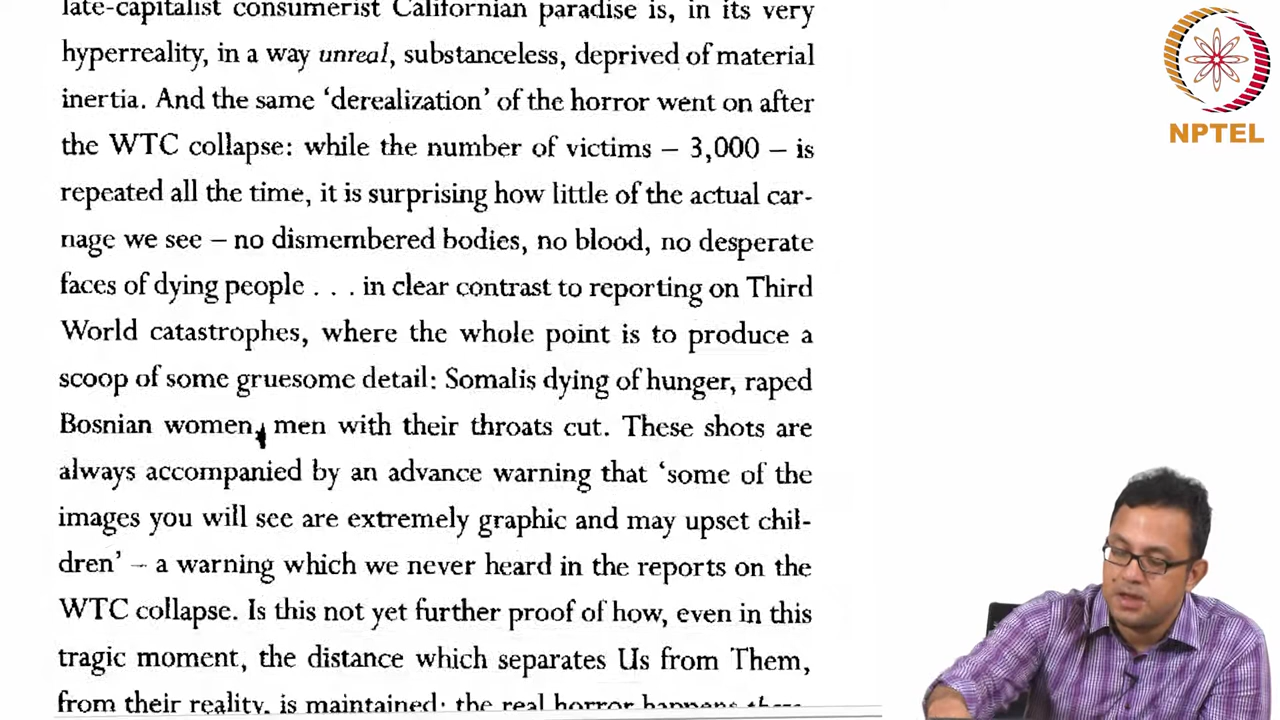 late-capitalist consumerist Californian paradise is, in its very
hyperreality, in a way unreal, substanceless, deprived of material
inertia. And the same ‘derealization’ of the horror went on after
the WTC collapse: while the number of victims – 3,000 – is
repeated all the time, it is surprising how little of the actual car-
nage we see – no dismembered bodies, no blood, no desperate
faces of dying people . . . in clear contrast to reporting on Third
World catastrophes, where the whole point is to produce a
scoop of some gruesome detail: Somalis dying of hunger, raped
Bosnian women, men with their throats cut. These shots are
always accompanied by an advance warning that ‘some of the
images you will see are extremely graphic and may upset chil-
dren’ – a warning which we never heard in the reports on the
WTC collapse. Is this not yet further proof of how, even in this
tragic moment, the distance which separates Us from Them,
from their reality, is maintained: the real horror happens there,
NPTEL